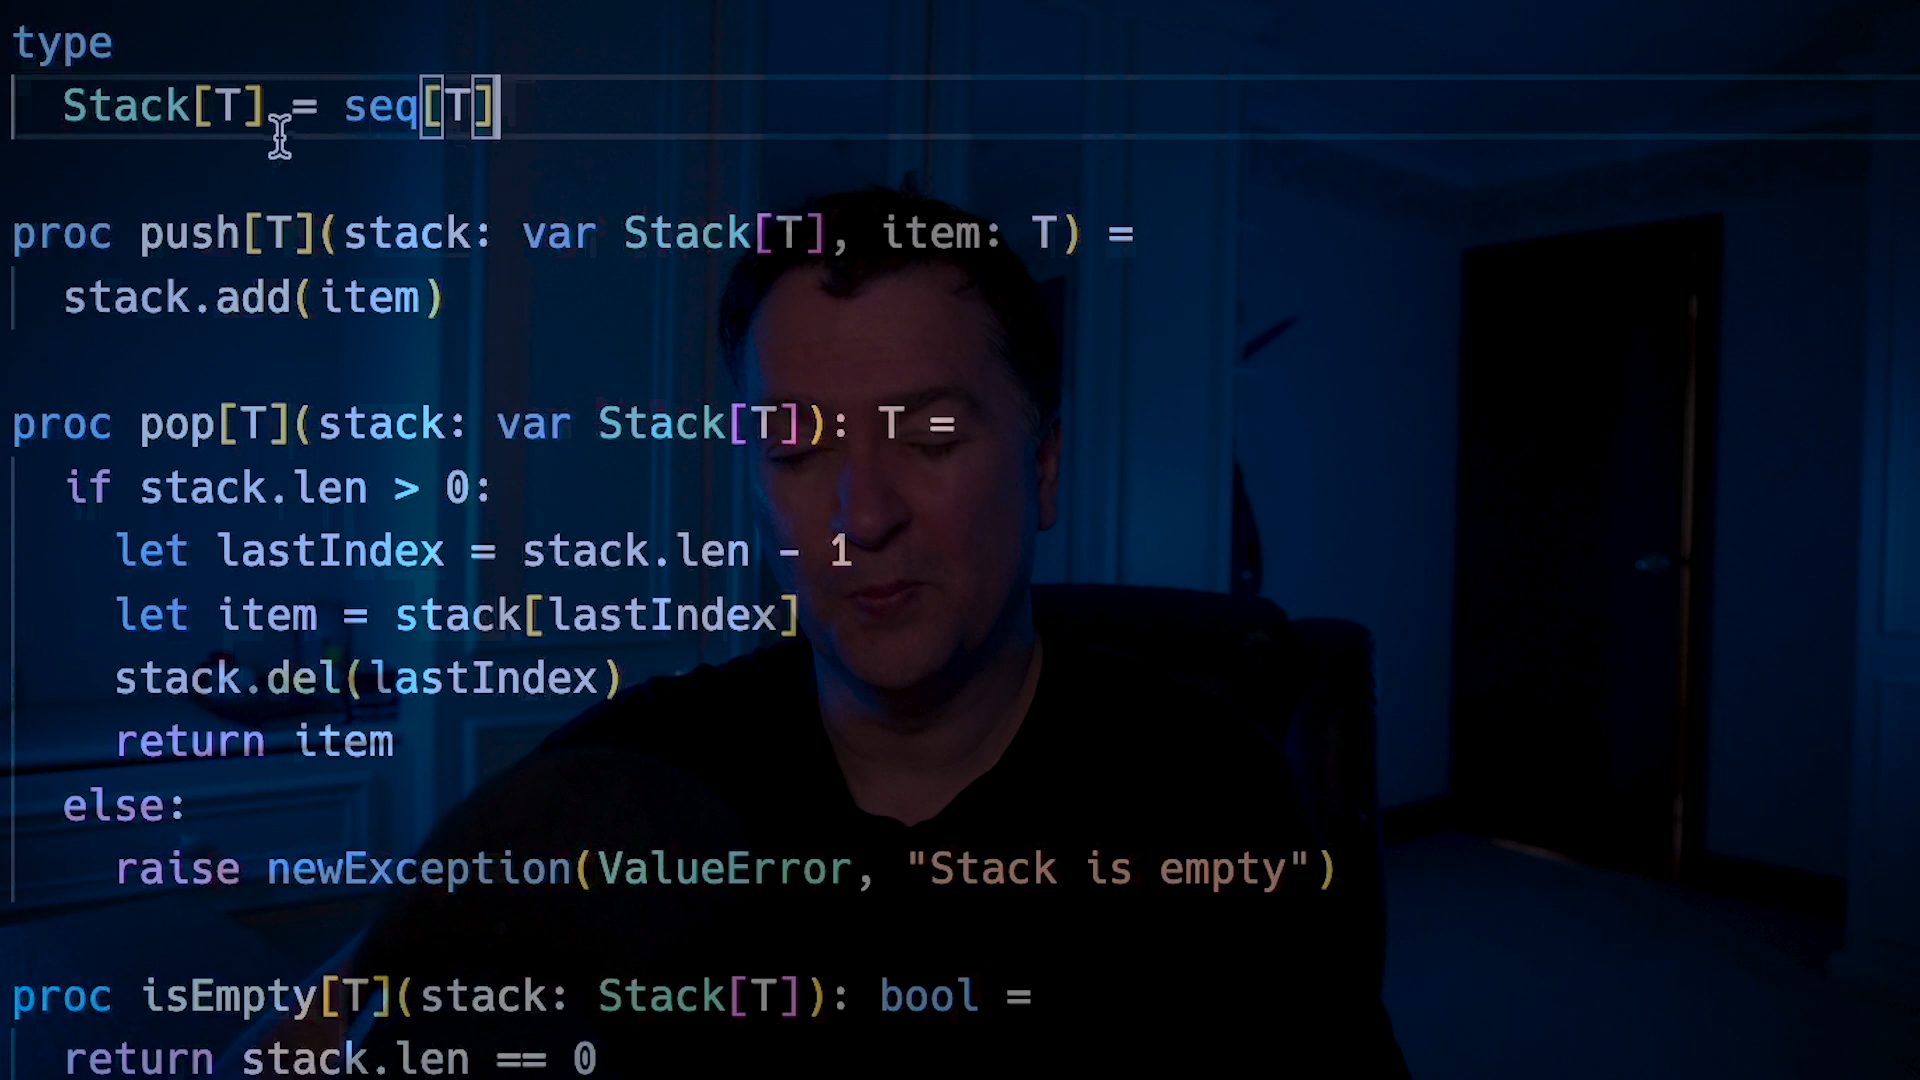 type
  Stack[T] = seq[T]
proc push[T](stack: var Stack[T], item: T) =
  stack.add(item)
proc pop[T](stack: var Stack[T]): T =
  if stack.len > 0:
    let lastIndex = stack.len - 1
    let item = stack[lastIndex]
    stack.del(lastIndex)
    return item
  else:
    raise newException(ValueError, "Stack is empty")
proc isEmpty[T](stack: Stack[T]): bool =
  return stack.len == 0